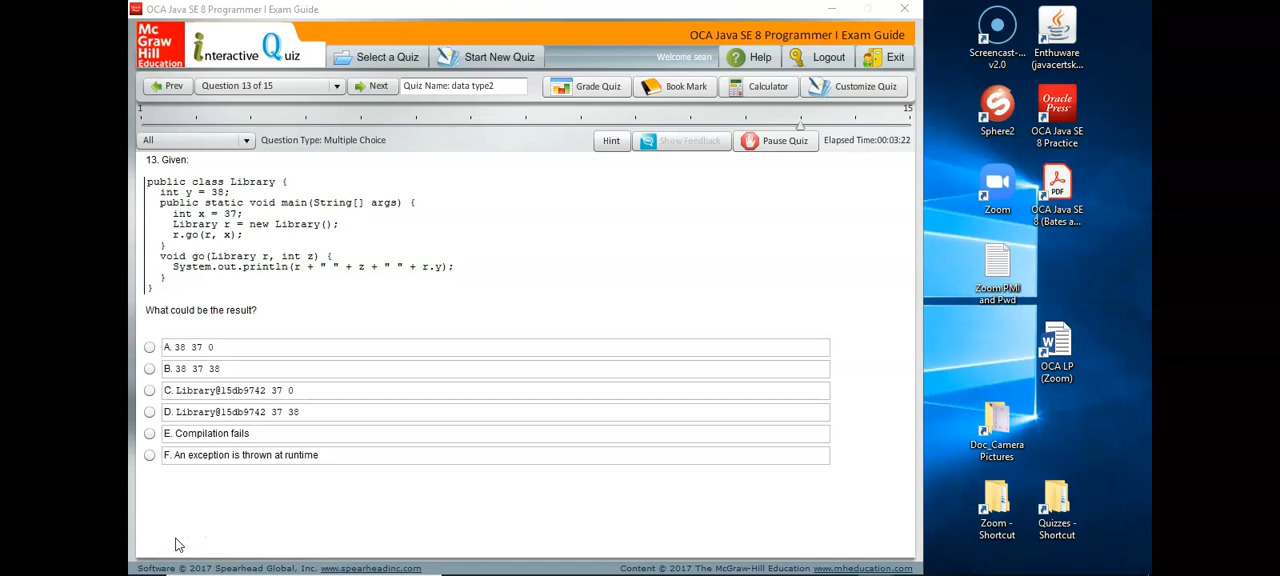 OCA Java SE 8 Programmer I Exam Guide
Mc
Graw
Hill
Education
interactive Quiz
OCA Java SE 8 Programmer I Exam Guide
Select a Quiz
Start New Quiz
Welcome sean
Help
Logout
Exit
Prev
Question 13 of 15
Next
Quiz Name: data type2
Grade Quiz
Book Mark
Calculator
Customize Quiz
1
15
All
Question Type: Multiple Choice
Hint
Show Feedback
Pause Quiz
Elapsed Time:00:03:22
13. Given:
public class Library {
int y = 38;
public static void main(String[] args) {
int x = 37;
Library r = new Library();
r.go(r, x);
}
void go(Library r, int z) {
System.out.println(r + " " + z + " " + r.y);
}
}
What could be the result?
A. 38 37 0
B. 38 37 38
C. Library@15db9742 37 0
D. Library@15db9742 37 38
E. Compilation fails
F. An exception is thrown at runtime
Software © 2017 Spearhead Global, Inc. www.spearheadinc.com
Content © 2017 The McGraw-Hill Education www.mheducation.com
Screencast-...
v2.0
Enthuware
(javacertsk...
Sphere2
Oracle
Press
OCA Java SE
8 Practice
Zoom
PDF
OCA Java SE
8 (Bates a...
Zoom PMI
and Pwd
OCA LP
(Zoom)
Doc_Camera
Pictures
Zoom -
Shortcut
Quizzes -
Shortcut